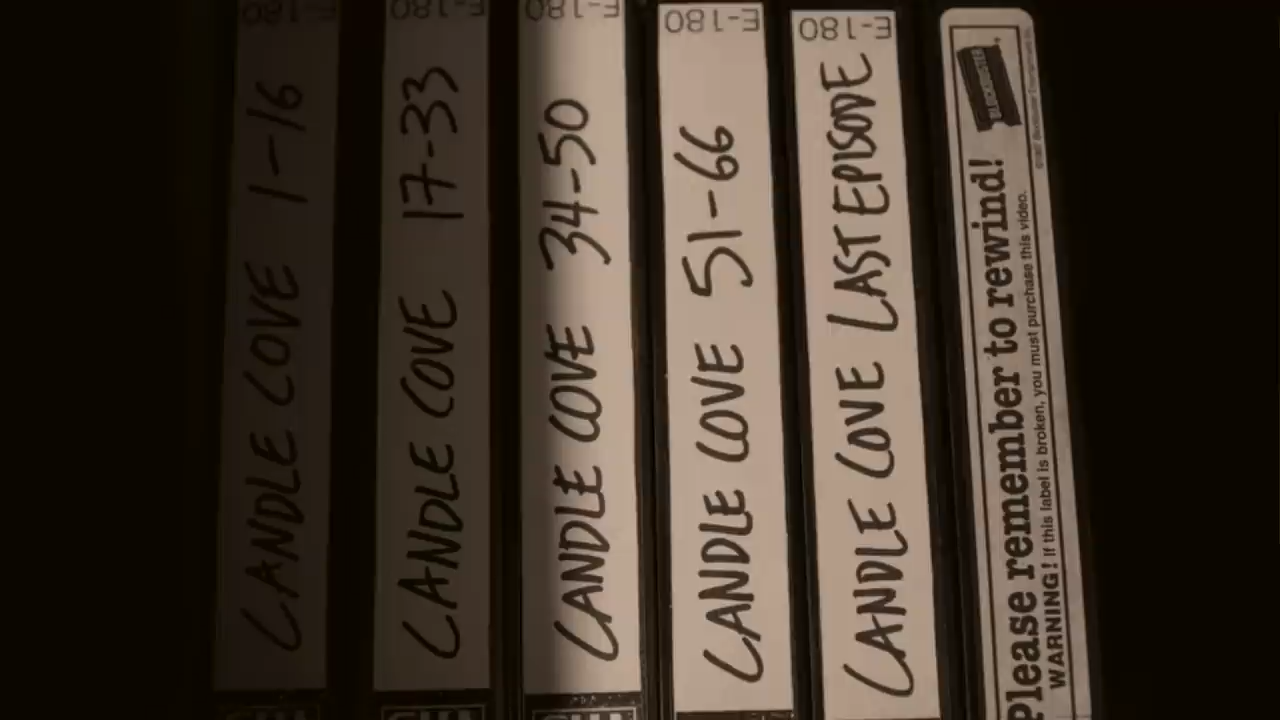 E-180
CANDLE COVE 1-16
E-180
CANDLE COVE 17-33
E-180
CANDLE COVE 34-50
E-180
CANDLE COVE 51-66
E-180
CANDLE COVE LAST EPISODE
BLOCKBUSTER
Please remember to rewind!
WARNING! If this label is broken, you must purchase this video.